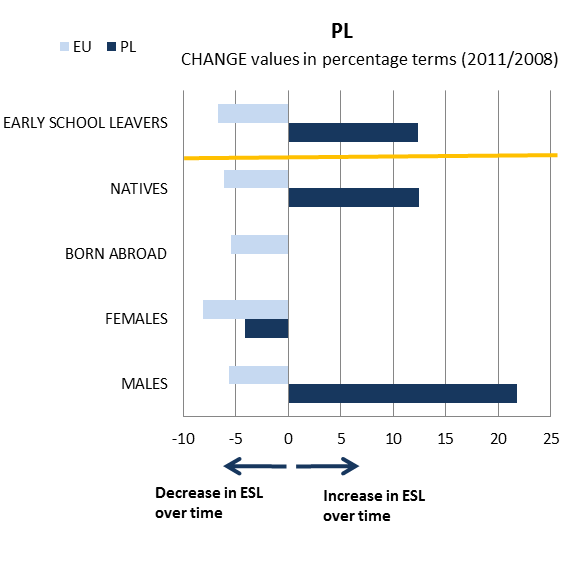 PL
EU PL
CHANGE values in percentage terms (2011/2008)
EARLY SCHOOL LEAVERS
NATIVES
BORN ABROAD
FEMALES
MALES
-10 -5 0 5 10 15 20 25
Decrease in ESL
over time
Increase in ESL
over time